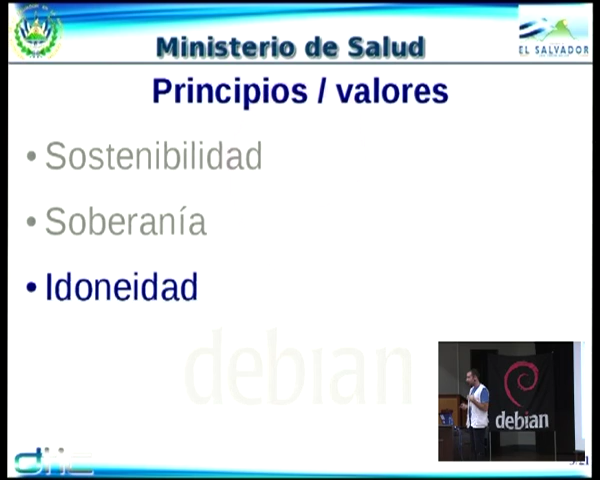 Ministerio de Salud
EL SALVADOR
Principios / valores
• Sostenibilidad
• Soberanía
• Idoneidad
debian
debian